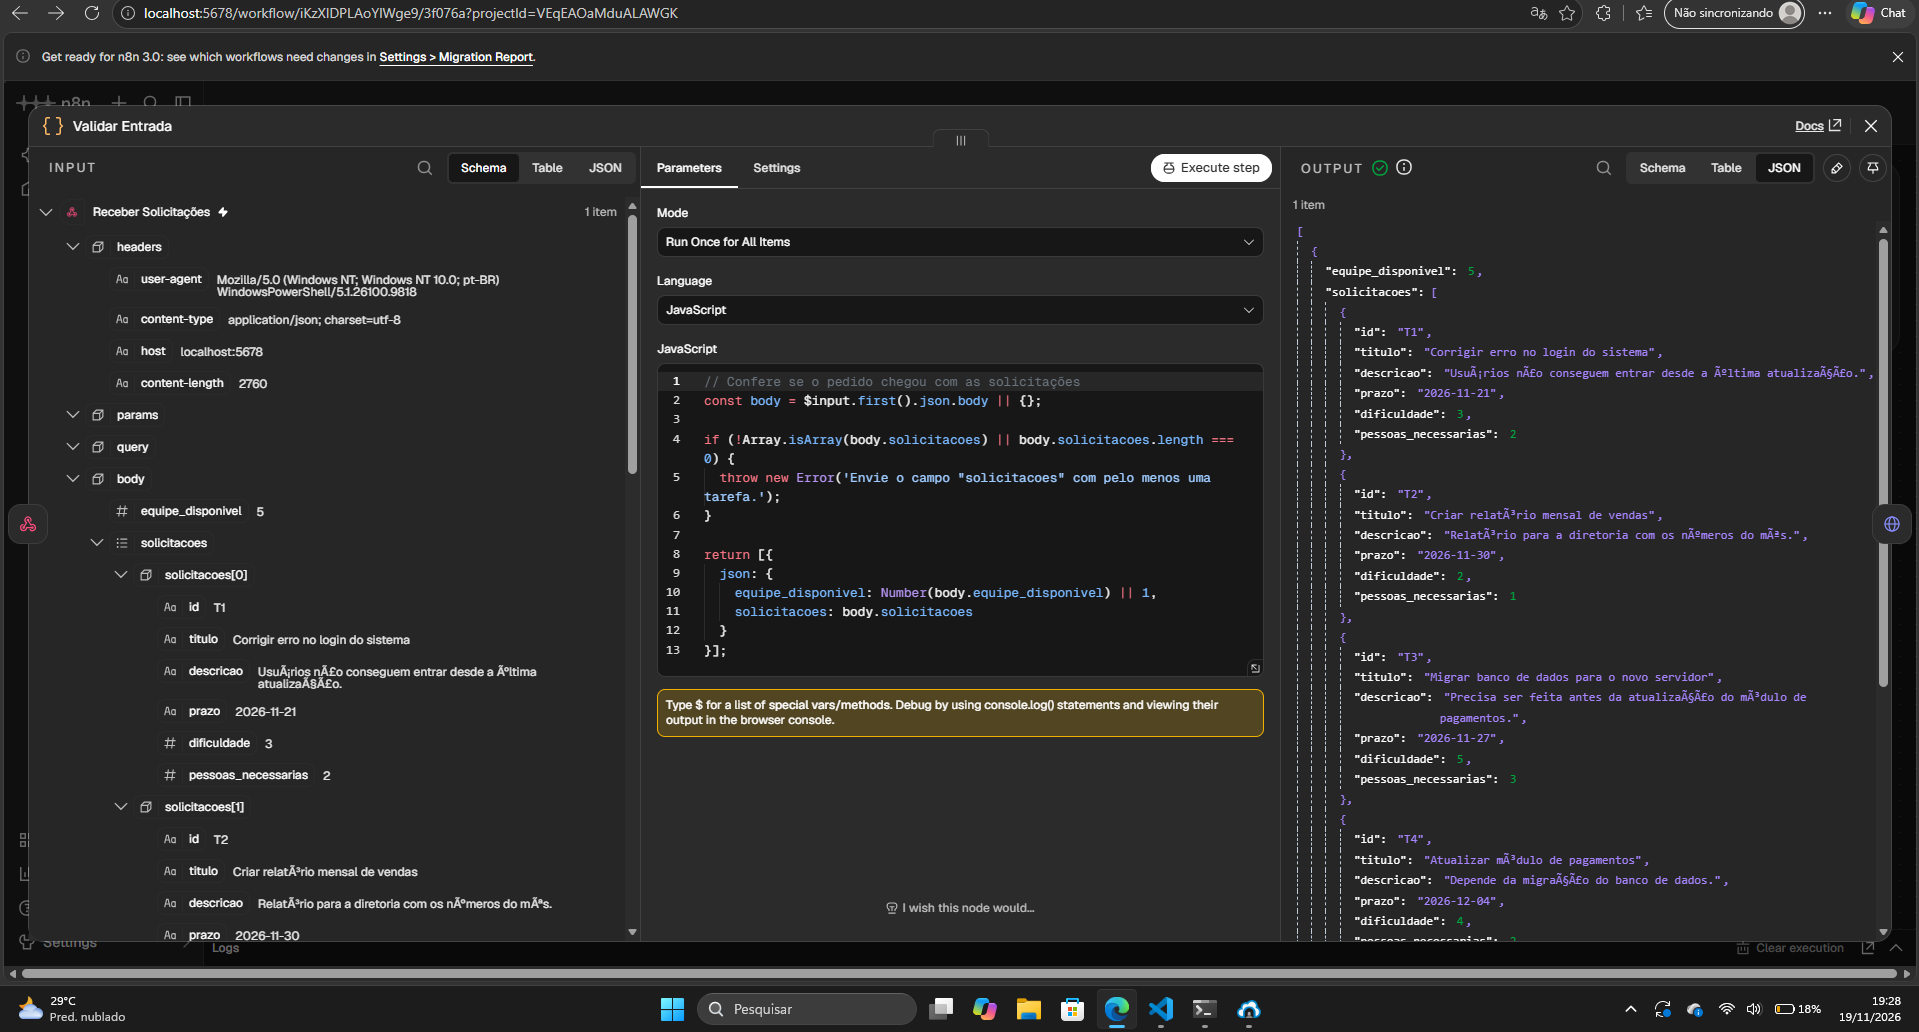 localhost:5678/workflow/iKzXIDPLAoYIWge9/3f076a?projectId=VEqEAOaMduALAWGK
Não sincronizando
Chat
Get ready for n8n 3.0: see which workflows need changes in Settings > Migration Report.
n8n
Validar Entrada
Docs
INPUT
Schema
Table
JSON
Receber Solicitações
1 item
headers
Aa user-agent Mozilla/5.0 (Windows NT; Windows NT 10.0; pt-BR)
WindowsPowerShell/5.1.26100.9818
Aa content-type application/json; charset=utf-8
Aa host localhost:5678
Aa content-length 2760
params
query
body
# equipe_disponivel 5
solicitacoes
solicitacoes[0]
Aa id T1
Aa titulo Corrigir erro no login do sistema
Aa descricao UsuÃ¡rios nÃ£o conseguem entrar desde a Ãºltima
atualizaÃ§Ã£o.
Aa prazo 2026-11-21
# dificuldade 3
# pessoas_necessarias 2
solicitacoes[1]
Aa id T2
Aa titulo Criar relatÃ³rio mensal de vendas
Aa descricao RelatÃ³rio para a diretoria com os nÃºmeros do mÃªs.
Aa prazo 2026-11-30
Parameters
Settings
Execute step
Mode
Run Once for All Items
Language
JavaScript
JavaScript
1 // Confere se o pedido chegou com as solicitações
2 const body = $input.first().json.body || {};
3
4 if (!Array.isArray(body.solicitacoes) || body.solicitacoes.length ===
0) {
5 throw new Error('Envie o campo "solicitacoes" com pelo menos uma
tarefa.');
6 }
7
8 return [{
9 json: {
10 equipe_disponivel: Number(body.equipe_disponivel) || 1,
11 solicitacoes: body.solicitacoes
12 }
13 }];
Type $ for a list of special vars/methods. Debug by using console.log() statements and viewing their
output in the browser console.
I wish this node would...
OUTPUT
Schema
Table
JSON
1 item
[
{
"equipe_disponivel": 5,
"solicitacoes": [
{
"id": "T1",
"titulo": "Corrigir erro no login do sistema",
"descricao": "UsuÃ¡rios nÃ£o conseguem entrar desde a Ãºltima atualizaÃ§Ã£o.",
"prazo": "2026-11-21",
"dificuldade": 3,
"pessoas_necessarias": 2
},
{
"id": "T2",
"titulo": "Criar relatÃ³rio mensal de vendas",
"descricao": "RelatÃ³rio para a diretoria com os nÃºmeros do mÃªs.",
"prazo": "2026-11-30",
"dificuldade": 2,
"pessoas_necessarias": 1
},
{
"id": "T3",
"titulo": "Migrar banco de dados para o novo servidor",
"descricao": "Precisa ser feita antes da atualizaÃ§Ã£o do mÃ³dulo de
pagamentos.",
"prazo": "2026-11-27",
"dificuldade": 5,
"pessoas_necessarias": 3
},
{
"id": "T4",
"titulo": "Atualizar mÃ³dulo de pagamentos",
"descricao": "Depende da migraÃ§Ã£o do banco de dados.",
"prazo": "2026-12-04",
"dificuldade": 4,
"pessoas_necessarias": 2
Settings
Logs
Clear execution
29°C
Pred. nublado
Pesquisar
18%
19:28
19/11/2026